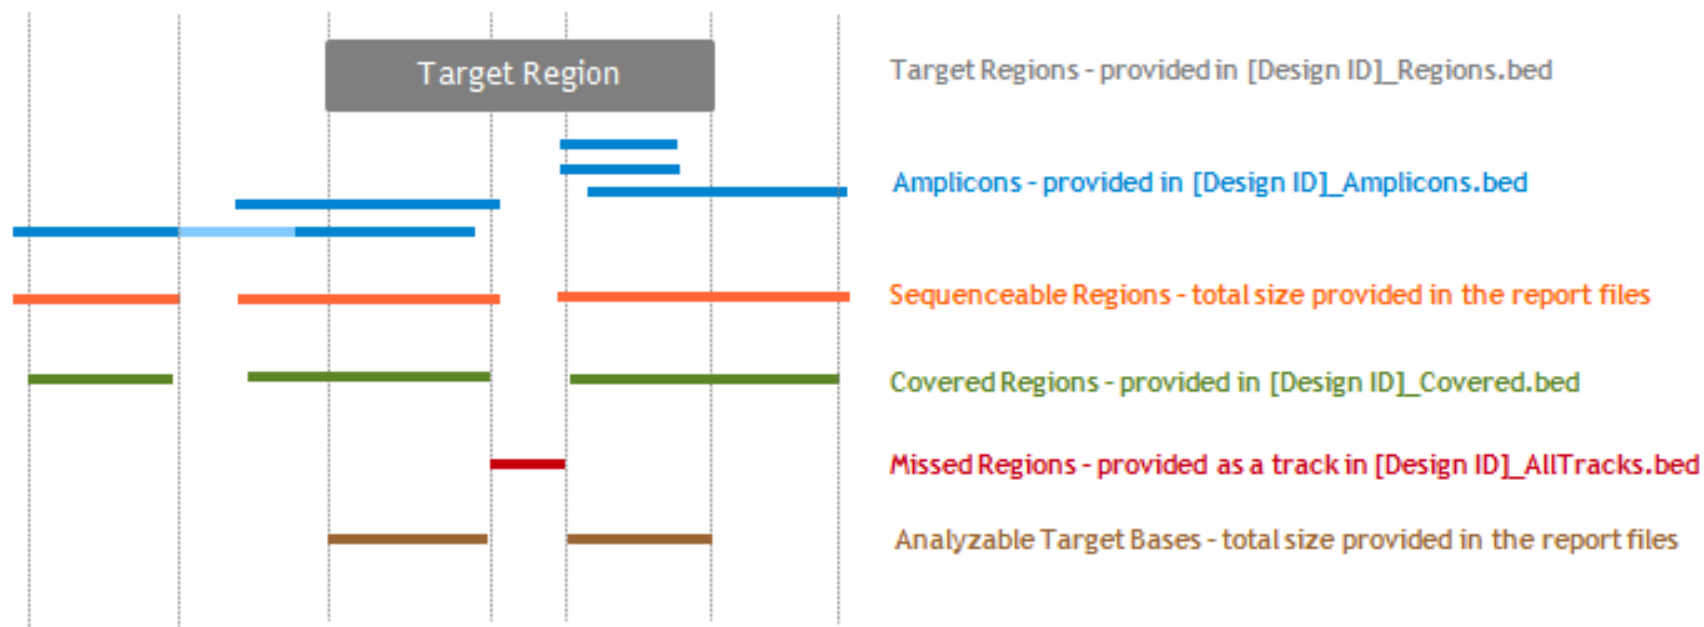 Target Region
Target Regions - provided in [Design ID]_Regions.bed
Amplicons - provided in [Design ID]_Amplicons.bed
Sequenceable Regions - total size provided in the report files
Covered Regions - provided in [Design ID]_Covered.bed
Missed Regions - provided as a track in [Design ID]_AllTracks.bed
Analyzable Target Bases - total size provided in the report files